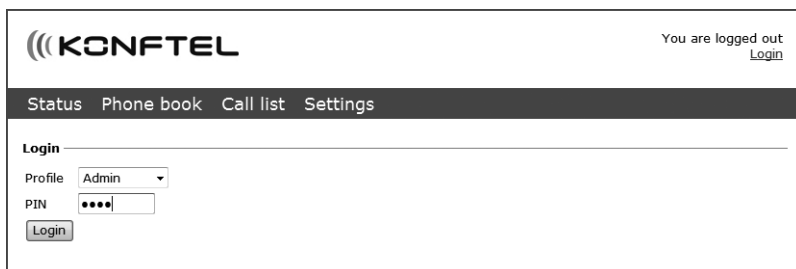 KONFTEL
You are logged out
Login
Status Phone book Call list Settings
Login
Profile Admin
PIN ••••
Login